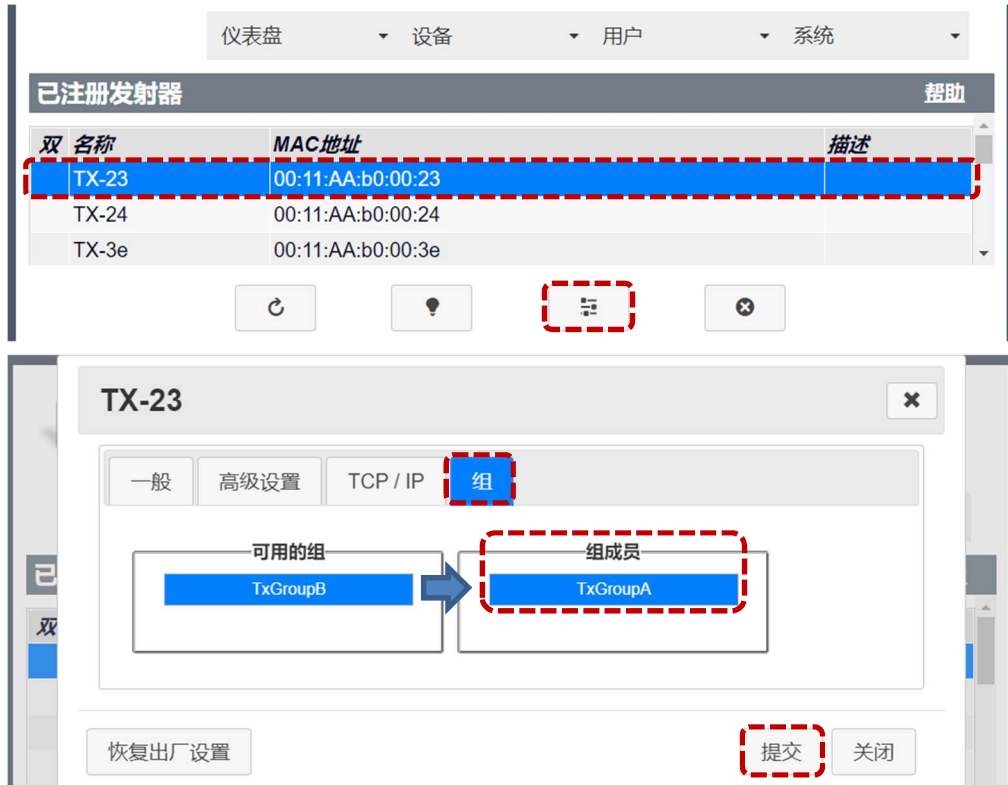 仪表盘 设备 用户 系统
已注册发射器 帮助
双 名称 MAC地址 描述
TX-23 00:11:AA:b0:00:23
TX-24 00:11:AA:b0:00:24
TX-3e 00:11:AA:b0:00:3e
TX-23
一般 高级设置 TCP / IP 组
可用的组 组成员
TxGroupB TxGroupA
双
恢复出厂设置 提交 关闭